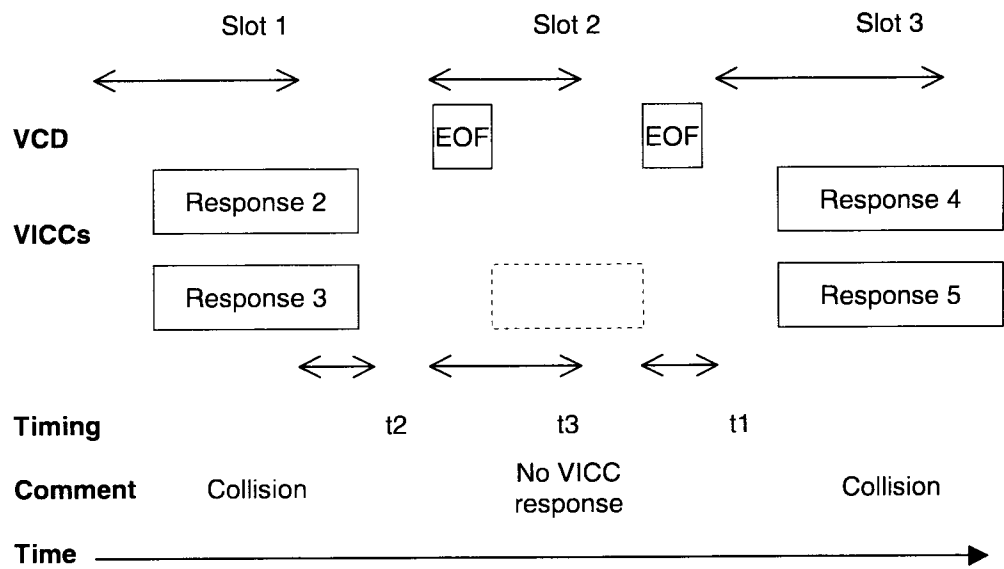 Slot 1 Slot 2 Slot 3
VCD EOF EOF
Response 2 Response 4
VICCs
Response 3 Response 5
Timing t2 t3 t1
Comment Collision No VICC response Collision
Time